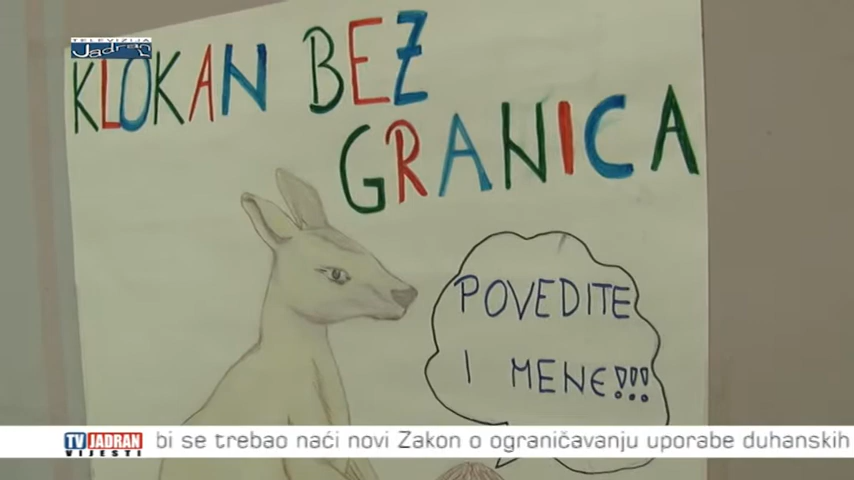 TELEVIZIJA
Jadran
KLOKAN BEZ
GRANICA
POVEDITE
I MENE!!!
TV JADRAN
VIJESTI
bi se trebao naći novi Zakon o ograničavanju uporabe duhanskih